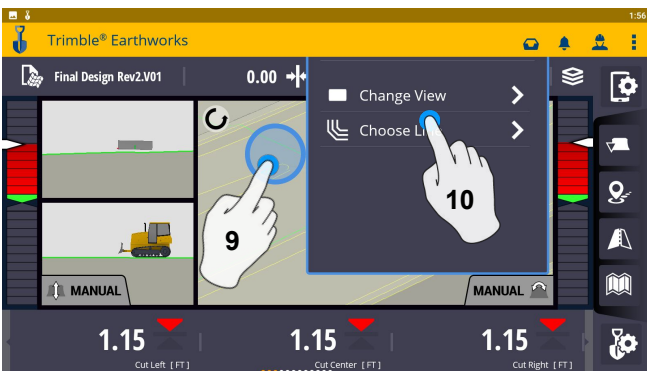 1:56
Trimble® Earthworks
Final Design Rev2.V01
0.00
Change View
Choose Li
10
9
MANUAL
MANUAL
1.15
1.15
1.15
Cut Left [FT]
Cut Center [FT]
Cut Right [FT]